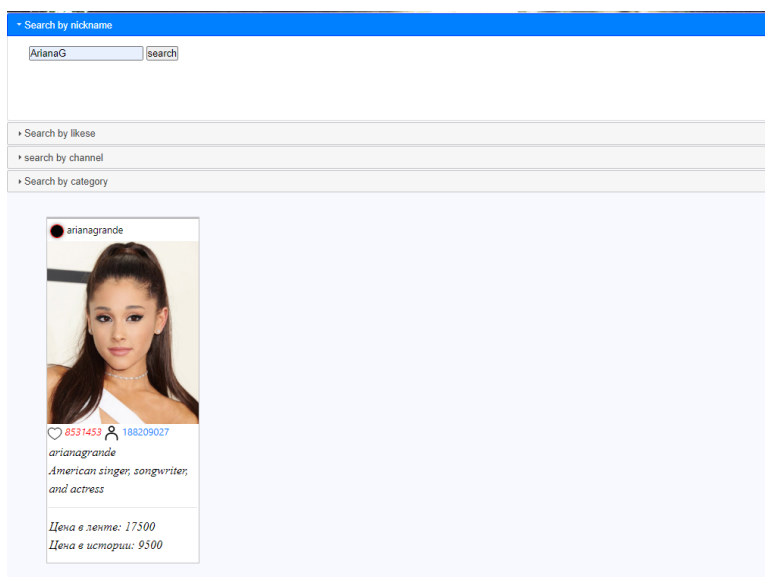 Search by nickname
ArianaG search
Search by likese
search by channel
Search by category
arianagrande
8531453 188209027
arianagrande
American singer, songwriter,
and actress
Цена в ленте: 17500
Цена в истории: 9500